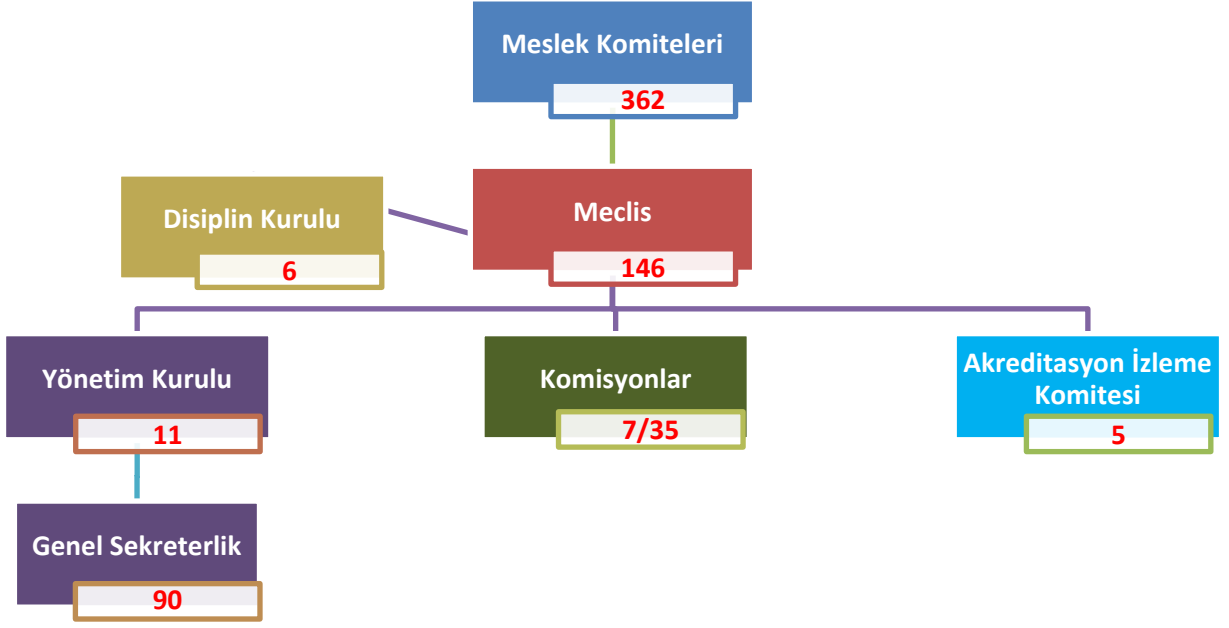 Meslek Komiteleri
362
Disiplin Kurulu
6
Meclis
146
Yönetim Kurulu
11
Komisyonlar
7/35
Akreditasyon İzleme
Komitesi
5
Genel Sekreterlik
90